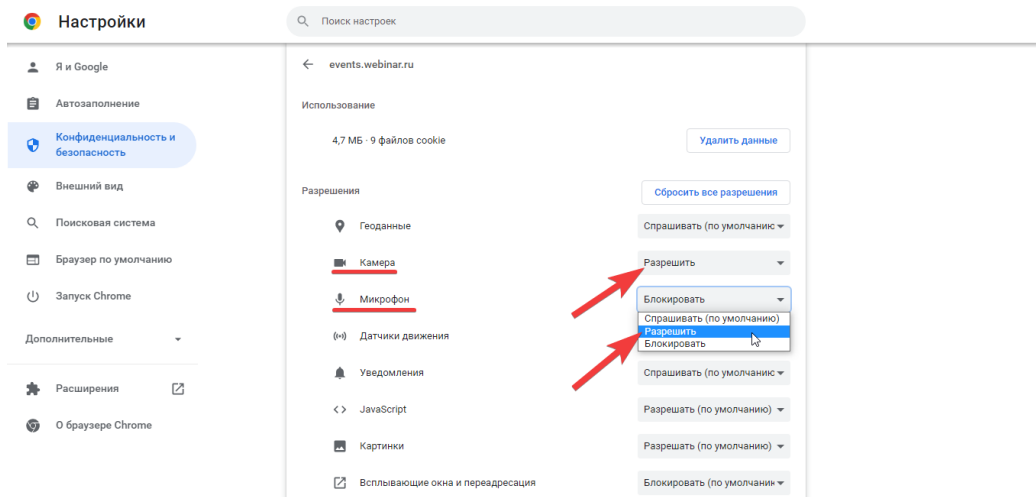 Настройки
Поиск настроек
Я и Google
Автозаполнение
Конфиденциальность и
безопасность
Внешний вид
Поисковая система
Браузер по умолчанию
Запуск Chrome
Дополнительные
Расширения
О браузере Chrome
events.webinar.ru
Использование
4,7 МБ · 9 файлов cookie
Удалить данные
Разрешения
Сбросить все разрешения
Геоданные
Спрашивать (по умолчанию
Камера
Разрешить
Микрофон
Блокировать
Спрашивать (по умолчанию)
Разрешить
Блокировать
Датчики движения
Уведомления
Спрашивать (по умолчанию
JavaScript
Разрешать (по умолчанию)
Картинки
Разрешать (по умолчанию)
Всплывающие окна и переадресация
Блокировать (по умолчани